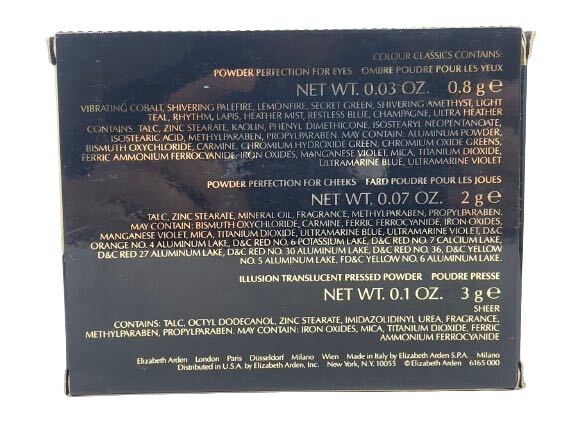 COLOUR CLASSICS CONTAINS:
POWDER PERFECTION FOR EYES OMBRE POUDRE POUR LES YEUX
NET WT. 0.03 OZ. 0.8 g e
VIBRATING COBALT, SHIVERING PALEFIRE, LEMONFIRE, SECRET GREEN, SHIVERING AMETHYST, LIGHT
TEAL, RHYTHM, LAPIS, HEATHER MIST, RESTLESS BLUE, CHAMPAGNE, ULTRA HEATHER
CONTAINS: TALC, ZINC STEARATE, KAOLIN, PHENYL DIMETHICONE, ISOSTEARYL NEOPENTANOATE,
ISOSTEARIC ACID, METHYLPARABEN, PROPYLPARABEN. MAY CONTAIN: ALUMINUM POWDER,
BISMUTH OXYCHLORIDE, CARMINE, CHROMIUM HYDROXIDE GREEN, CHROMIUM OXIDE GREENS,
FERRIC AMMONIUM FERROCYANIDE, IRON OXIDES, MANGANESE VIOLET, MICA, TITANIUM DIOXIDE,
ULTRAMARINE BLUE, ULTRAMARINE VIOLET
POWDER PERFECTION FOR CHEEKS FARD POUDRE POUR LES JOUES
NET WT. 0.07 OZ. 2 g e
TALC, ZINC STEARATE, MINERAL OIL, FRAGRANCE, METHYLPARABEN, PROPYLPARABEN.
MAY CONTAIN: BISMUTH OXYCHLORIDE, CARMINE, FERRIC FERROCYANIDE, IRON OXIDES,
MANGANESE VIOLET, MICA, TITANIUM DIOXIDE, ULTRAMARINE BLUE, ULTRAMARINE VIOLET, D&C
ORANGE NO. 4 ALUMINUM LAKE, D&C RED NO. 6 POTASSIUM LAKE, D&C RED NO. 7 CALCIUM LAKE,
D&C RED 27 ALUMINUM LAKE, D&C RED NO. 30 ALUMINUM LAKE, D&C RED NO. 36, D&C YELLOW
NO. 5 ALUMINUM LAKE, FD&C YELLOW NO. 6 ALUMINUM LAKE.
ILLUSION TRANSLUCENT PRESSED POWDER POUDRE PRESSE
NET WT. 0.1 OZ. 3 g e
SHEER
CONTAINS: TALC, OCTYL DODECANOL, ZINC STEARATE, IMIDAZOLIDINYL UREA, FRAGRANCE,
METHYLPARABEN, PROPYLPARABEN. MAY CONTAIN: IRON OXIDES, MICA, TITANIUM DIOXIDE, FERRIC
AMMONIUM FERROCYANIDE
Elizabeth Arden London Paris Düsseldorf Milano Wien Made in Italy by Elizabeth Arden S.P.A. Milano
Distributed in U.S.A. by Elizabeth Arden, Inc. New York, N.Y. 10055 © Elizabeth Arden 6165 000